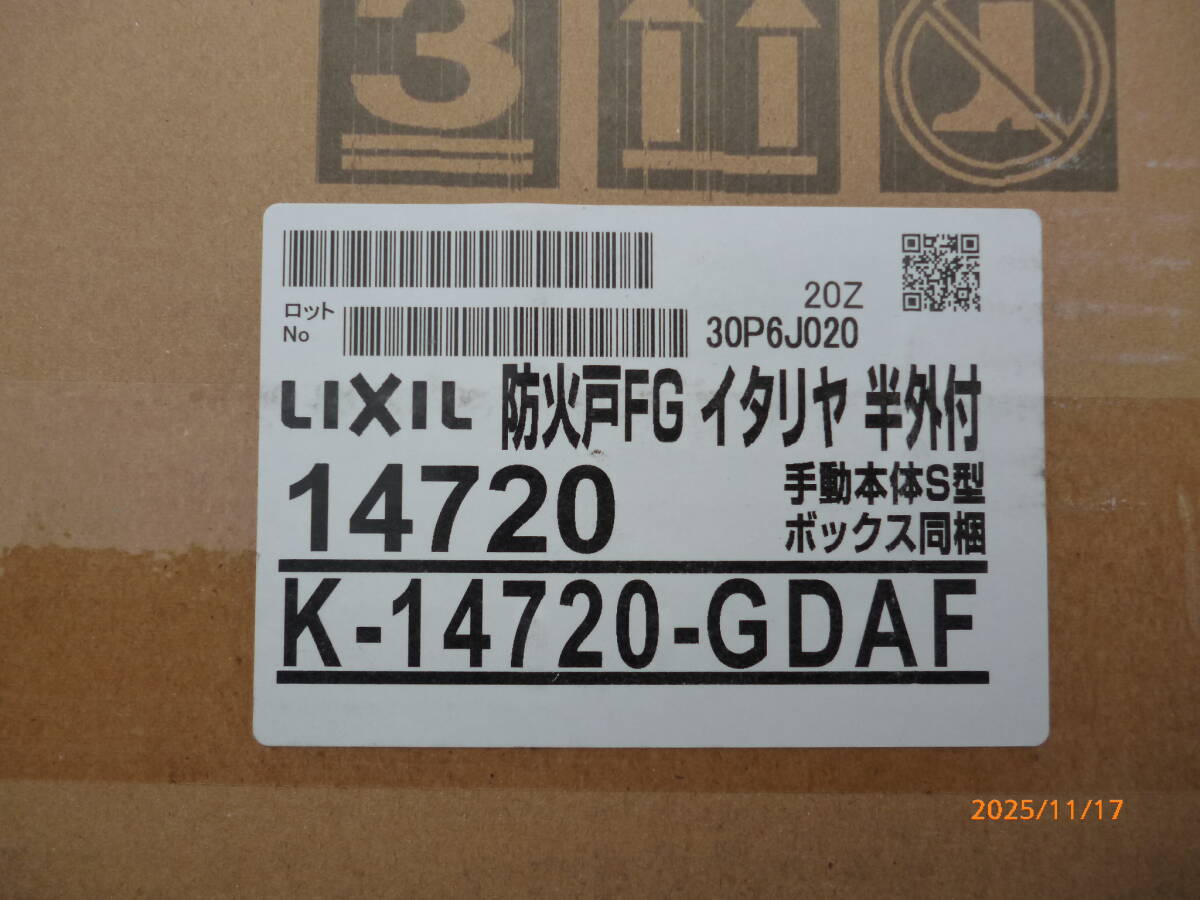 3
20Z
ロット
No
30P6J020
LIXIL 防火戸FG イタリヤ 半外付
14720
手動本体S型
ボックス同梱
K-14720-GDAF
2025/11/17